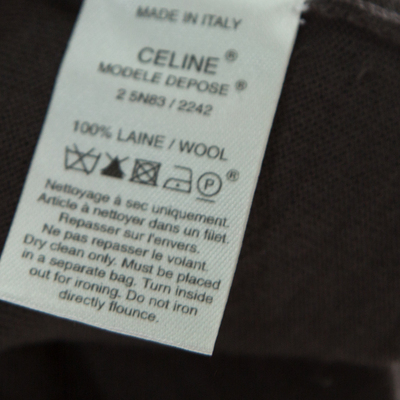 MADE IN ITALY
CELINE ®
MODELE DEPOSE ®
2 5N83 / 2242
100% LAINE / WOOL
P ®
Nettoyage à sec uniquement.
Article à nettoyer dans un filet.
Repasser sur l'envers.
Ne pas repasser le volant.
Dry clean only. Must be placed
in a separate bag. Turn inside
out for ironing. Do not iron
directly flounce.